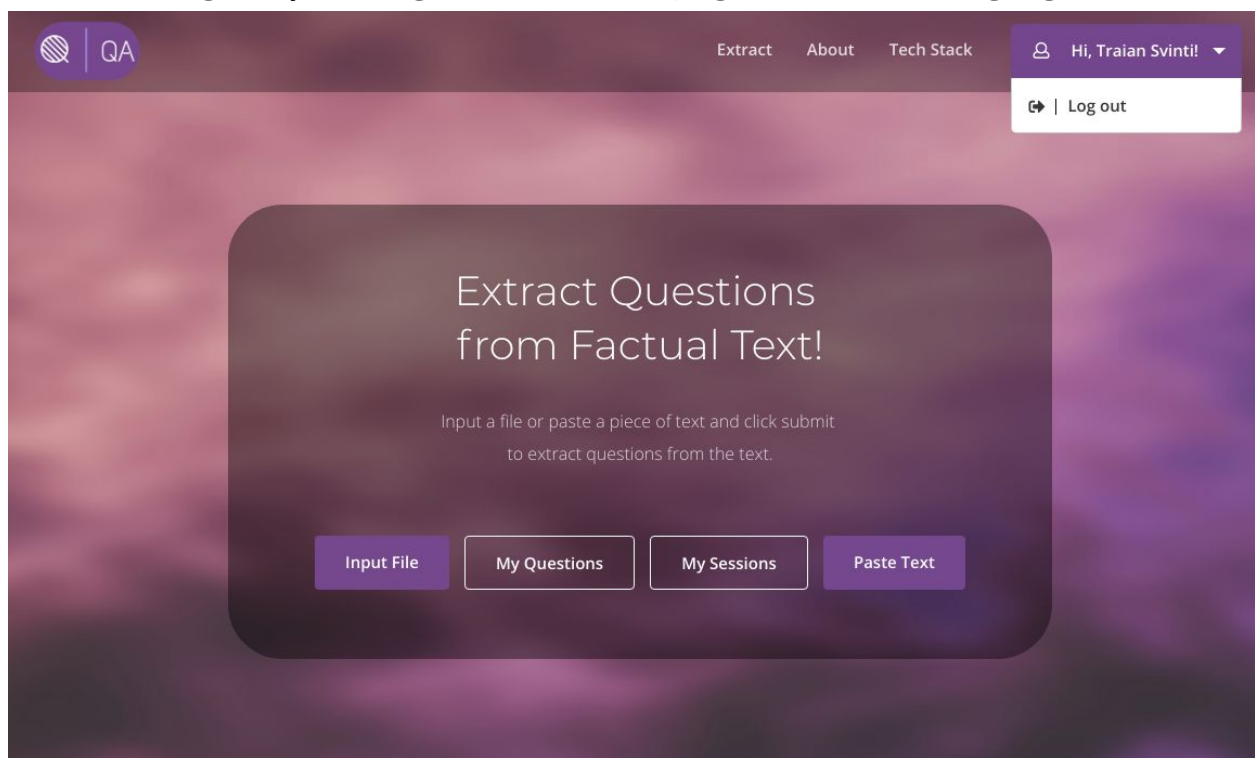 QA
Extract About Tech Stack Hi, Traian Svinti!
| Log out
Extract Questions
from Factual Text!
Input a file or paste a piece of text and click submit
to extract questions from the text.
Input File My Questions My Sessions Paste Text